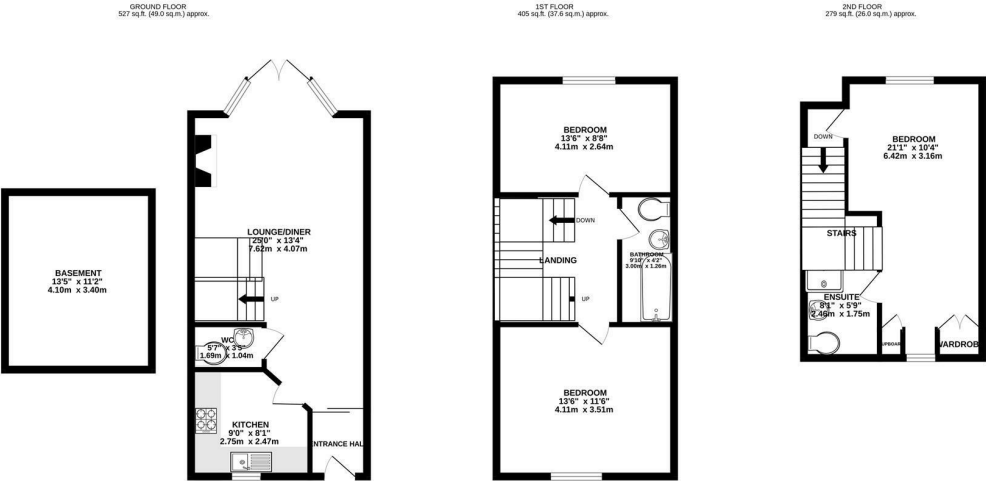 GROUND FLOOR
527 sq.ft. (49.0 sq.m.) approx.
BASEMENT
13'5" x 11'2"
4.10m x 3.40m
LOUNGE/DINER
25'0" x 13'4"
7.62m x 4.07m
UP
WC
5'7" x 3'5"
1.69m x 1.04m
KITCHEN
9'0" x 8'1"
2.75m x 2.47m
ENTRANCE HALL
1ST FLOOR
405 sq.ft. (37.6 sq.m.) approx.
BEDROOM
13'6" x 8'8"
4.11m x 2.64m
DOWN
LANDING
BATHROOM
9'10" x 4'2"
3.00m x 1.26m
UP
BEDROOM
13'6" x 11'6"
4.11m x 3.51m
2ND FLOOR
279 sq.ft. (26.0 sq.m.) approx.
DOWN
BEDROOM
21'1" x 10'4"
6.42m x 3.16m
STAIRS
ENSUITE
8'1" x 5'9"
2.46m x 1.75m
UPBOAR
WARDROB